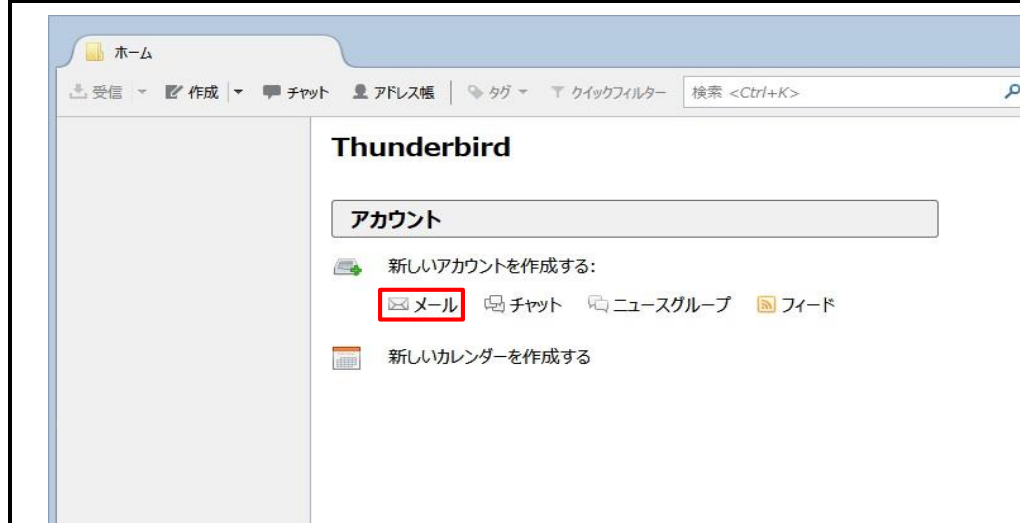 ホーム
受信 作成 チャット アドレス帳 タグ クイックフィルター 検索 <Ctrl+K>
Thunderbird
アカウント
新しいアカウントを作成する:
メール チャット ニュースグループ フィード
新しいカレンダーを作成する